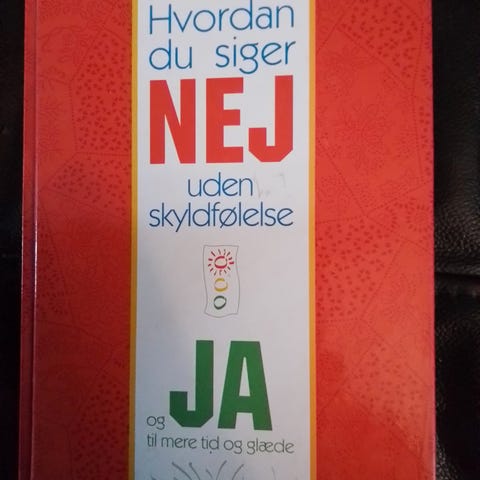 Hvordan
du siger
NEJ
uden
skyldfølelse
og JA
til mere tid og glæde